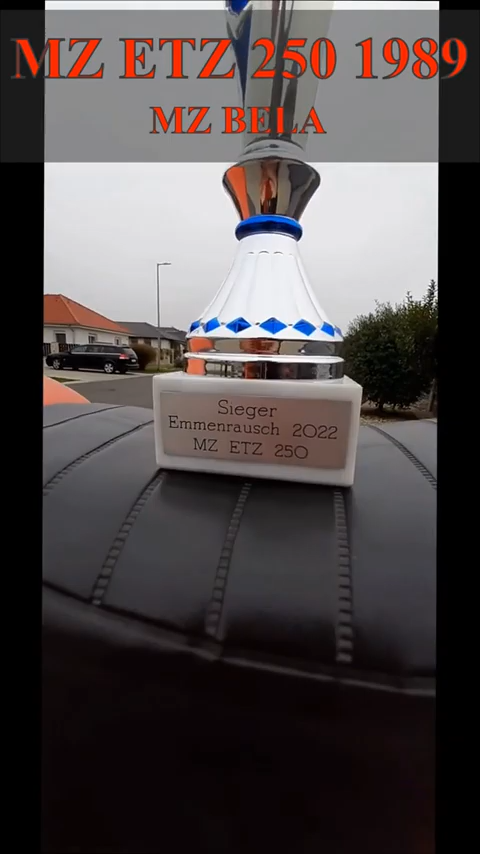 MZ ETZ 250 1989
MZ BELA
Sieger
Emmenrausch 2022
MZ ETZ 250